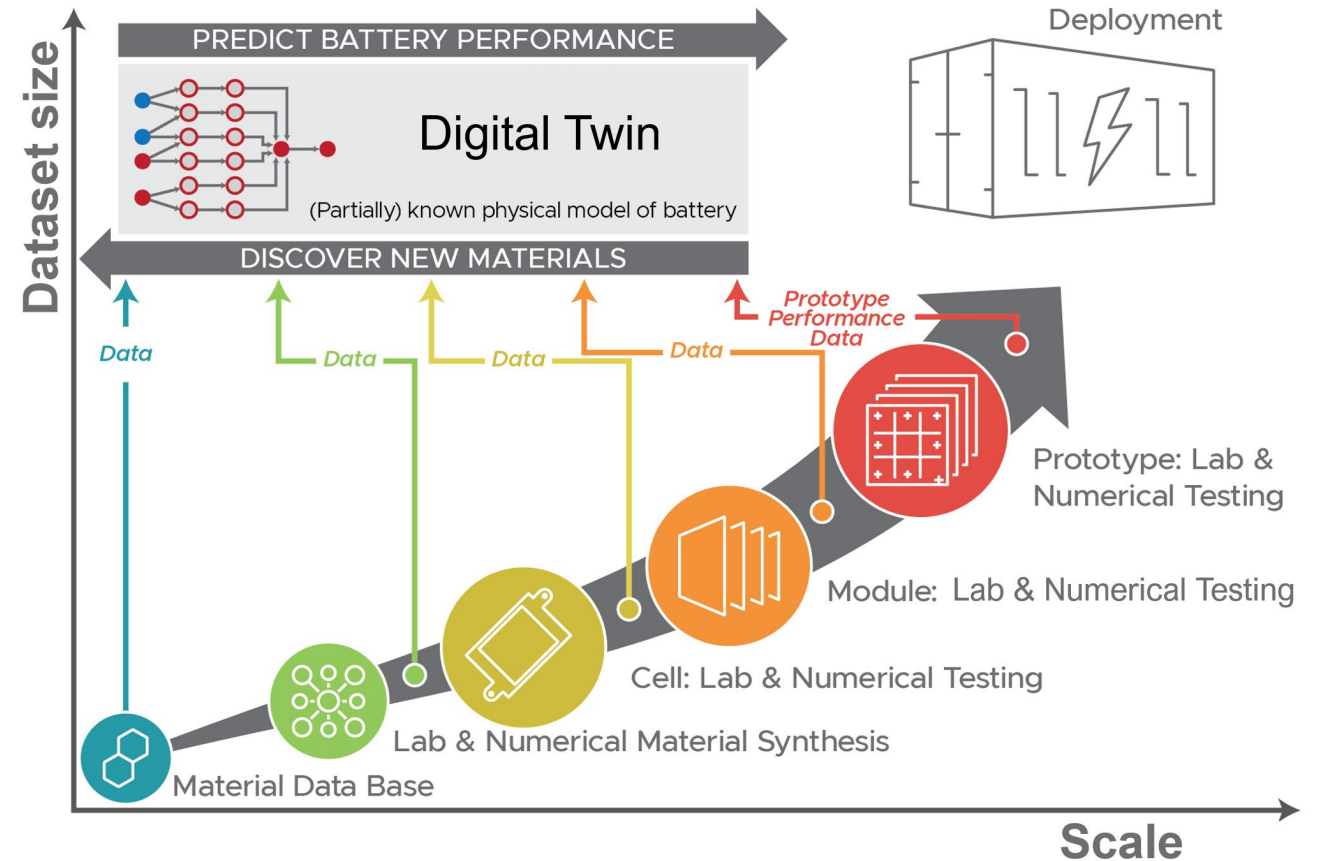 Dataset size
PREDICT BATTERY PERFORMANCE
Deployment
Digital Twin
(Partially) known physical model of battery
DISCOVER NEW MATERIALS
Data
Data
Data
Data
Prototype
Performance
Data
Prototype: Lab &
Numerical Testing
Module: Lab & Numerical Testing
Cell: Lab & Numerical Testing
Lab & Numerical Material Synthesis
Material Data Base
Scale